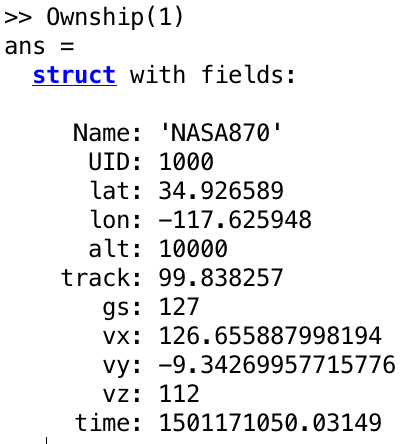 >> Ownship(1)
ans =
struct with fields:
Name: 'NASA870'
UID: 1000
lat: 34.926589
lon: -117.625948
alt: 10000
track: 99.838257
gs: 127
vx: 126.655887998194
vy: -9.34269957715776
vz: 112
time: 1501171050.03149